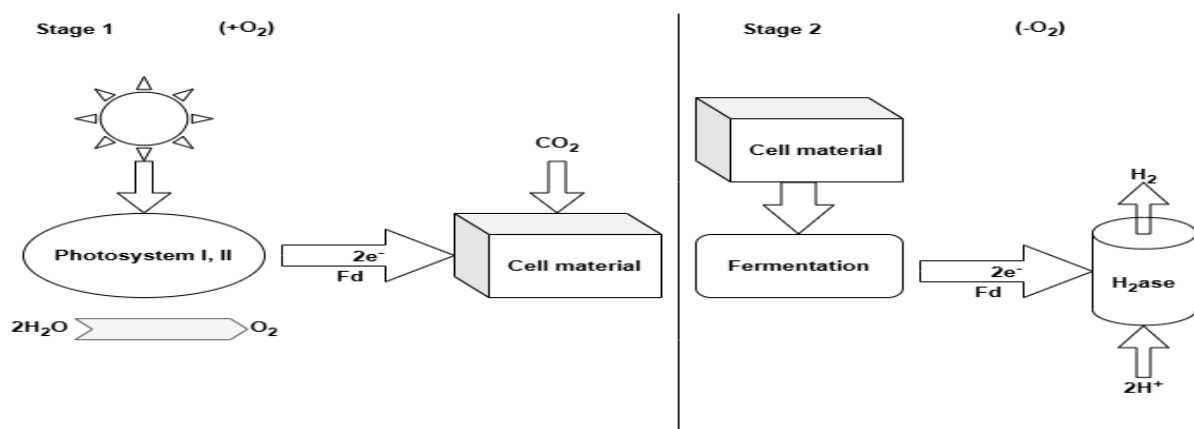 Stage 1 (+O₂)
CO₂
Photosystem I, II
2e⁻
Fd
Cell material
2H₂O O₂
Stage 2 (-O₂)
Cell material
H₂
Fermentation
2e⁻
Fd
H₂ase
2H⁺